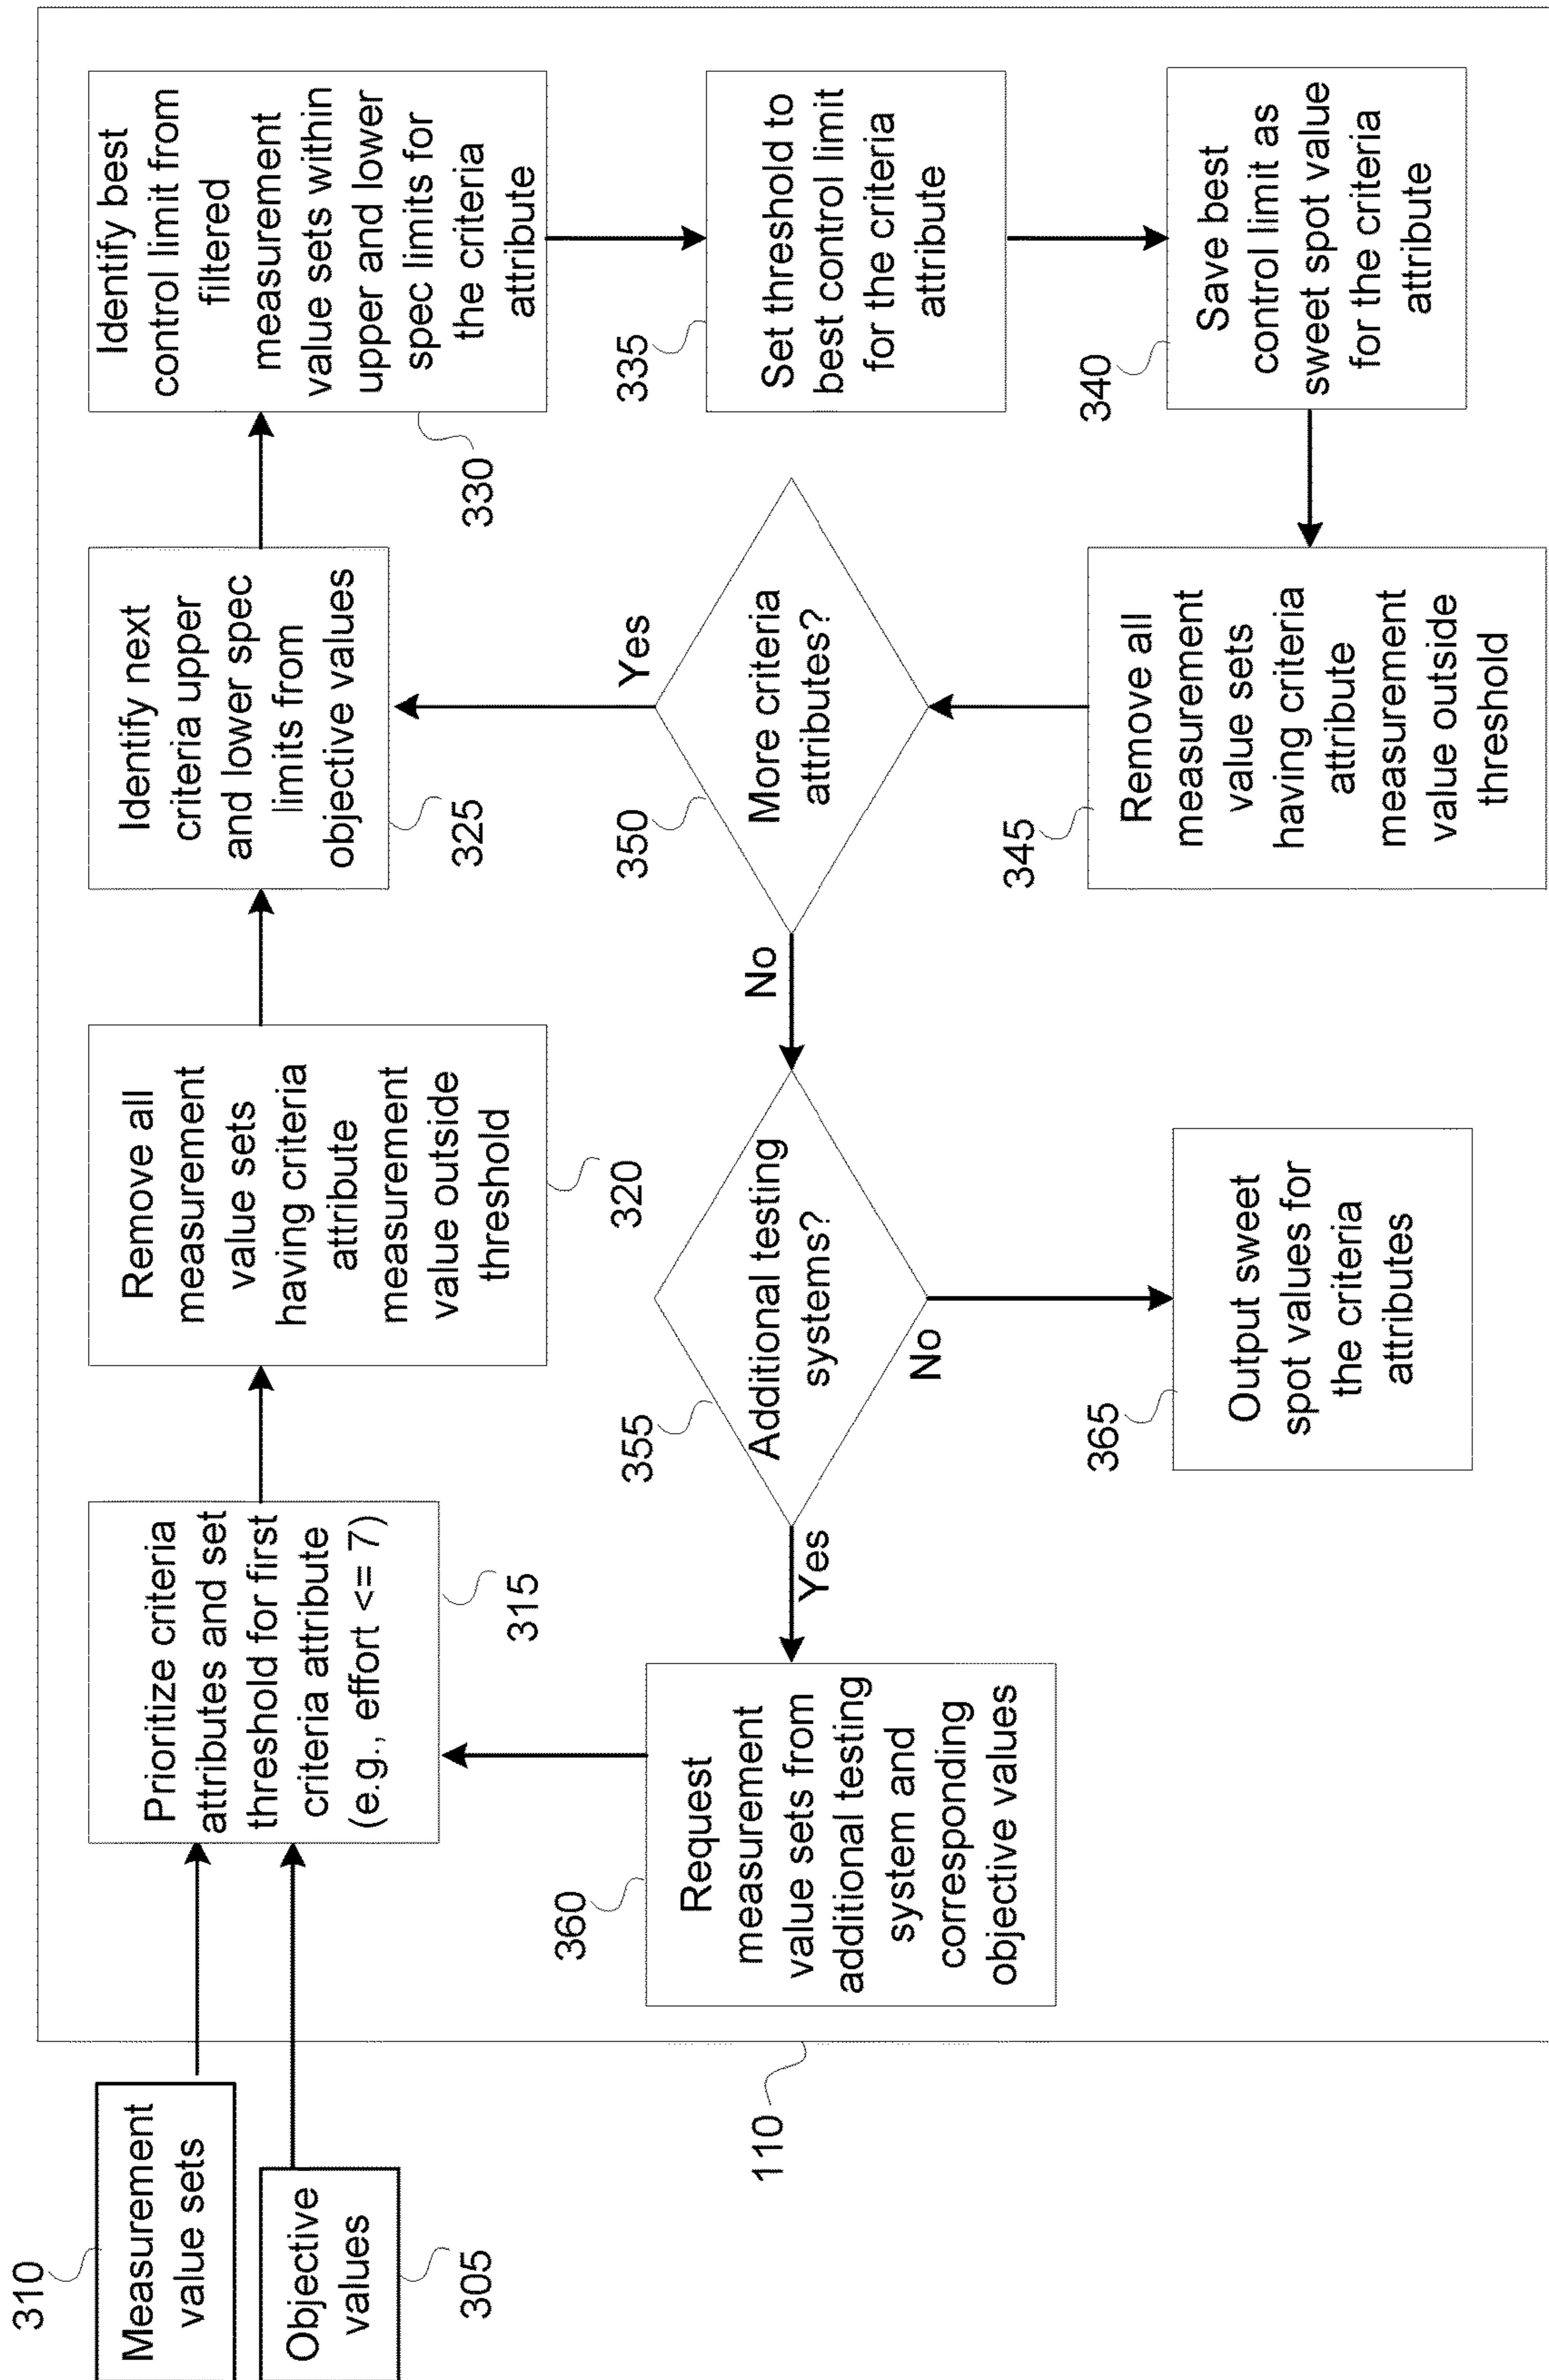 310
Measurement
value sets
Objective
values
305
110
Prioritize criteria
attributes and set
threshold for first
criteria attribute
(e.g., effort <= 7)
315
Remove all
measurement
value sets
having criteria
attribute
measurement
value outside
threshold
320
Identify next
criteria upper
and lower spec
limits from
objective values
325
Identify best
control limit from
filtered
measurement
value sets within
upper and lower
spec limits for
the criteria
attribute
330
335
Set threshold to
best control limit
for the criteria
attribute
340
Save best
control limit as
sweet spot value
for the criteria
attribute
345
Remove all
measurement
value sets
having criteria
attribute
measurement
value outside
threshold
350
More criteria
attributes?
Yes
No
355
Additional testing
systems?
Yes
No
360
Request
measurement
value sets from
additional testing
system and
corresponding
objective values
365
Output sweet
spot values for
the criteria
attributes